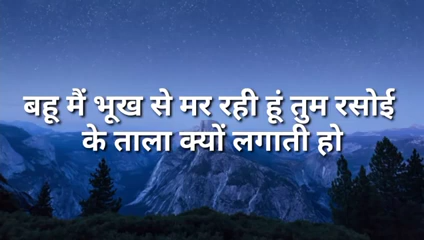 बहू मैं भूख से मर रही हूं तुम रसोई
के ताला क्यों लगाती हो